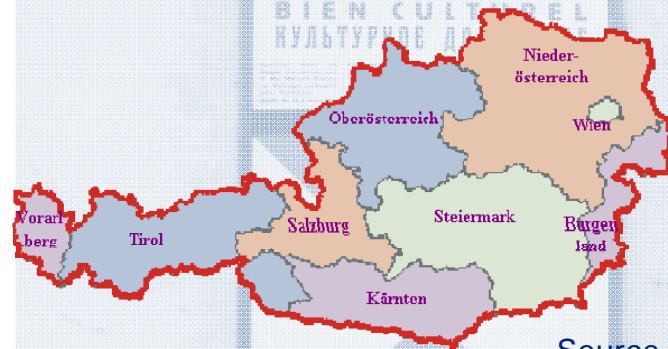 BIEN CULTUREL
КУЛЬТУРНОЕ
Nieder-
österreich
Oberösterreich
Wien
Vorarl
berg
Tirol
Salzburg
Steiermark
Burgen
land
Kärnten
Source